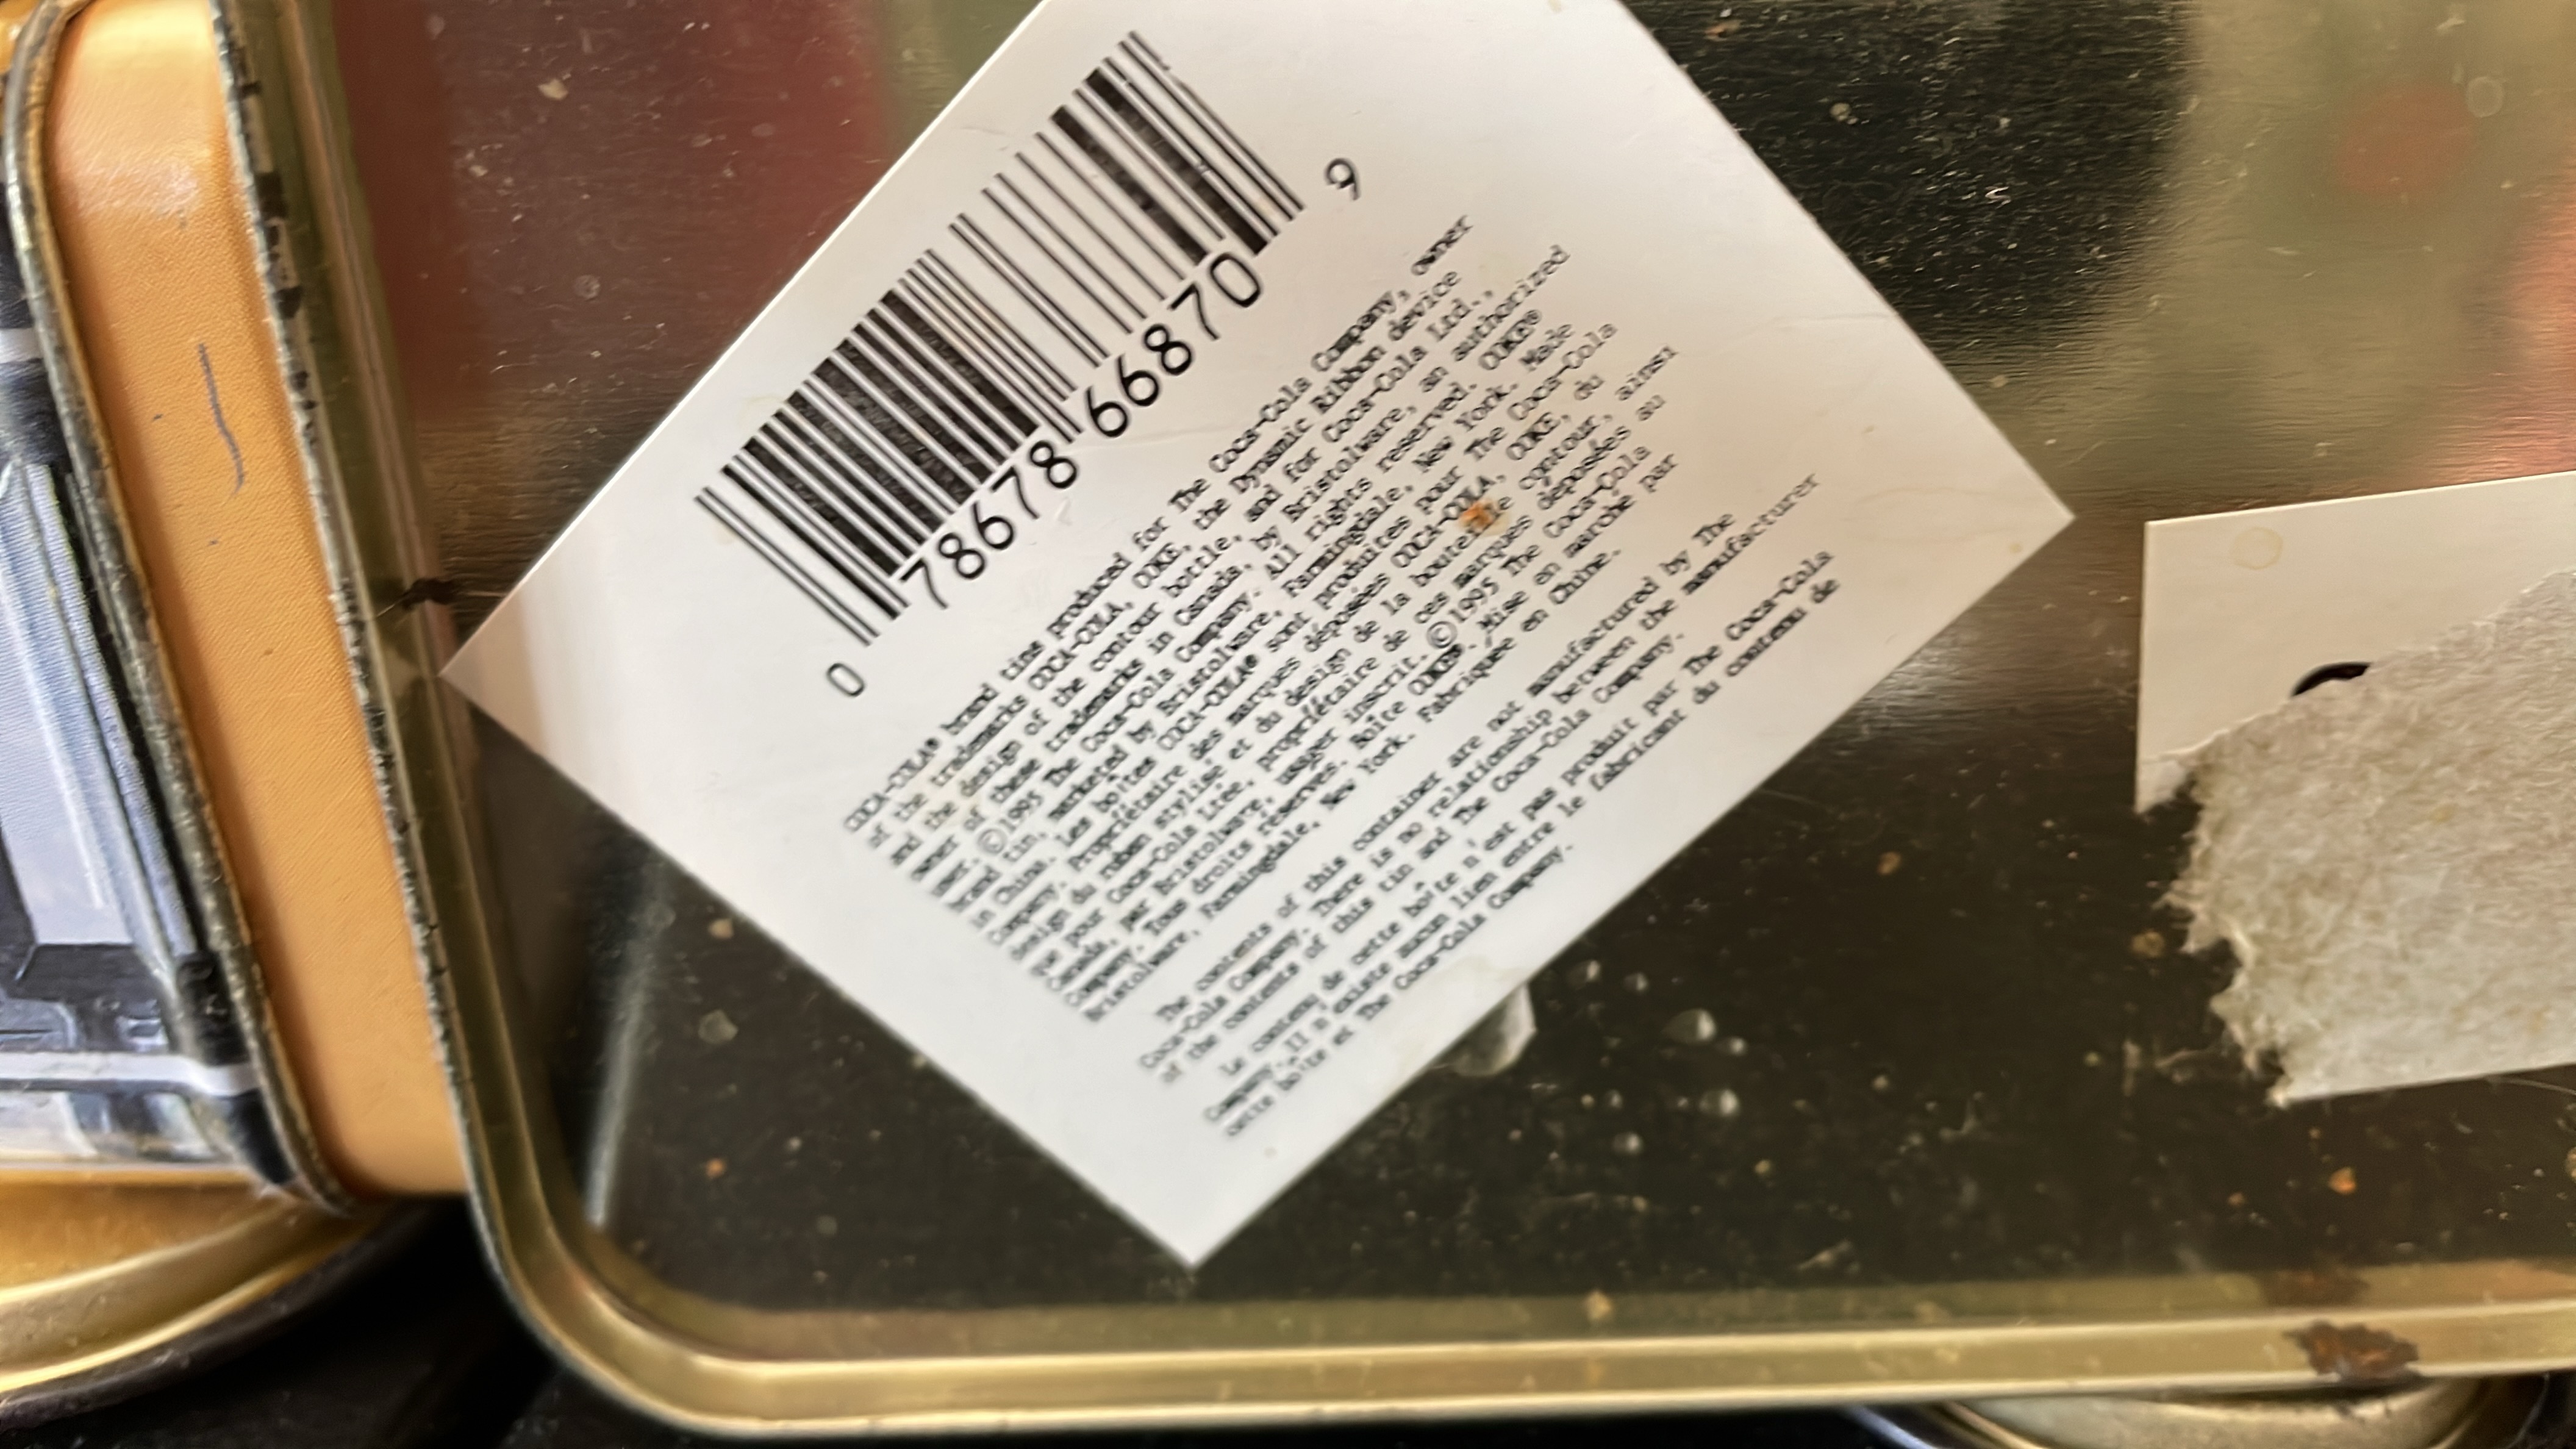 0 78678 66870 9
COCA-COLA® brand tins produced for The Coca-Cola Company, owner
of the trademarks COCA-COLA, COKE, the Dynamic Ribbon device
and the design of the contour bottle, and for Coca-Cola Ltd.,
owner of these trademarks in Canada, by Bristolware, an authorized
user. ©1995 The Coca-Cola Company. All rights reserved. COKE®
brand tin, marketed by Bristolware, Farmingdale, New York. Made
in China. Les boîtes COCA-COLA® sont produites pour The Coca-Cola
Company. Propriétaire des marques déposées COCA-COLA, COKE, du
design du ruban stylisé et du design de la bouteille contour, ainsi
que pour Coca-Cola Ltée, propriétaire de ces marques déposées au
Canada, par Bristolware, usager inscrit. ©1995 The Coca-Cola
Company. Tous droits réservés. Boîte COKE®. Mise en marché par
Bristolware, Farmingdale, New York. Fabriquée en Chine.
The contents of this container are not manufactured by The
Coca-Cola Company. There is no relationship between the manufacturer
of the contents of this tin and The Coca-Cola Company.
Le contenu de cette boîte n'est pas produit par The Coca-Cola
Company. Il n'existe aucun lien entre le fabricant du contenu de
cette boîte et The Coca-Cola Company.